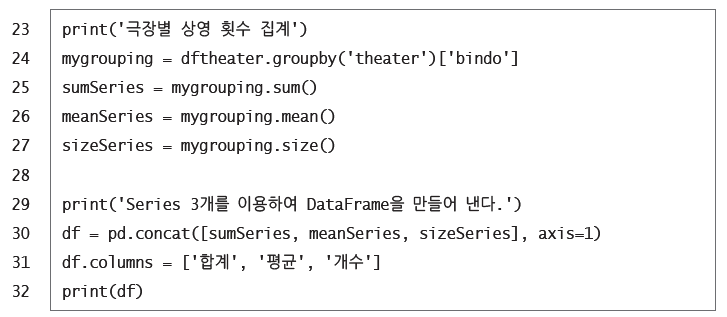 23 print('극장별 상영 횟수 집계')
24 mygrouping = dftheater.groupby('theater')['bindo']
25 sumSeries = mygrouping.sum()
26 meanSeries = mygrouping.mean()
27 sizeSeries = mygrouping.size()
28
29 print('Series 3개를 이용하여 DataFrame을 만들어 낸다.')
30 df = pd.concat([sumSeries, meanSeries, sizeSeries], axis=1)
31 df.columns = ['합계', '평균', '개수']
32 print(df)